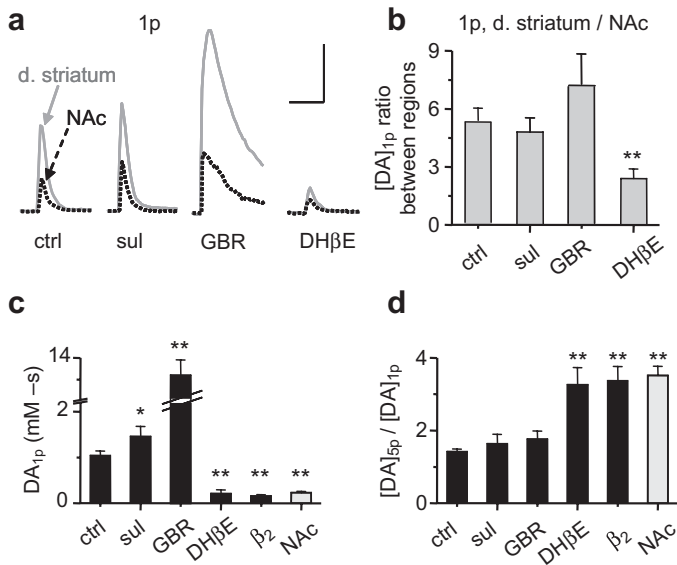 a
1p
d. striatum
NAc
ctrl
sul
GBR
DHβE
b
1p, d. striatum / NAc
[DA]1p ratio
between regions
9
6
3
0
**
ctrl
sul
GBR
DHβE
c
DA1p (mM –s)
14
2
0
*
**
**
**
**
ctrl
sul
GBR
DHβE
β2
NAc
d
[DA]5p / [DA]1p
4
2
0
**
**
**
ctrl
sul
GBR
DHβE
β2
NAc